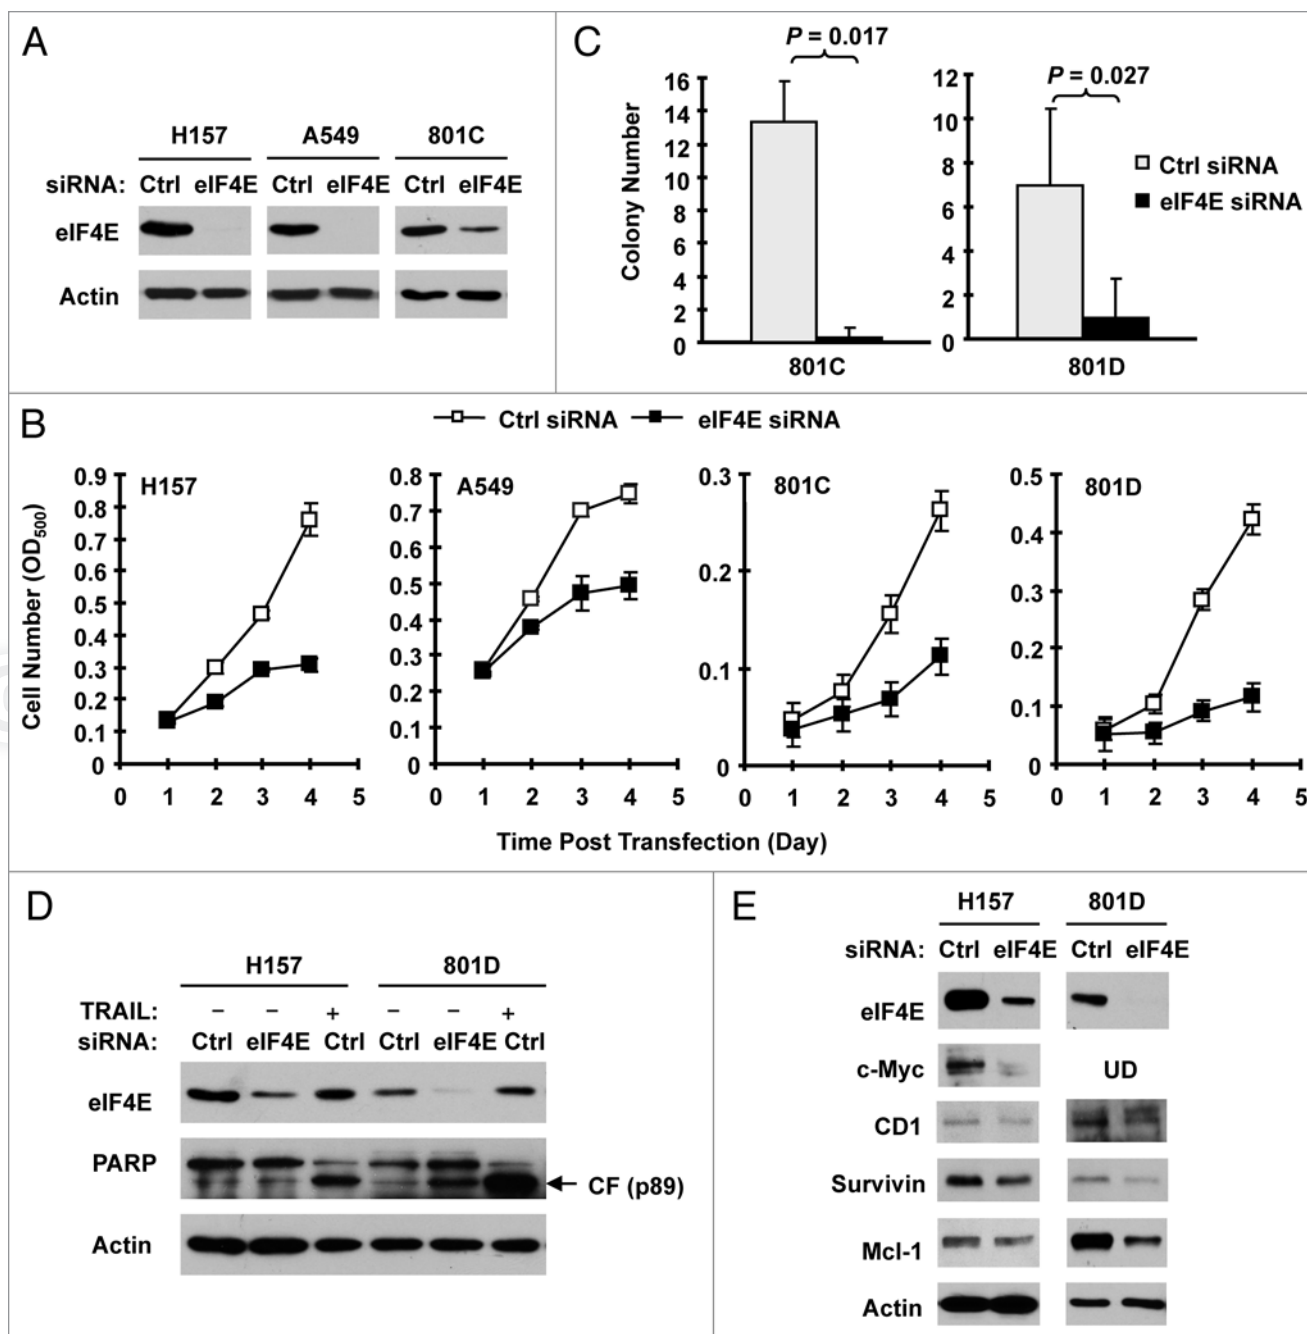 A
H157 A549 801C
siRNA: Ctrl eIF4E Ctrl eIF4E Ctrl eIF4E
eIF4E
Actin
C
P = 0.017
P = 0.027
Colony Number
16
14
12
10
8
6
4
2
0
801C
12
10
8
6
4
2
0
801D
Ctrl siRNA
eIF4E siRNA
B
Ctrl siRNA eIF4E siRNA
Cell Number (OD500)
H157
0.9
0.8
0.7
0.6
0.5
0.4
0.3
0.2
0.1
0
0 1 2 3 4 5
A549
0.8
0.7
0.6
0.5
0.4
0.3
0.2
0.1
0
0 1 2 3 4 5
801C
0.3
0.2
0.1
0
0 1 2 3 4 5
801D
0.5
0.4
0.3
0.2
0.1
0
0 1 2 3 4 5
Time Post Transfection (Day)
D
H157 801D
TRAIL: – – + – – +
siRNA: Ctrl eIF4E Ctrl Ctrl eIF4E Ctrl
eIF4E
PARP
CF (p89)
Actin
E
H157 801D
siRNA: Ctrl eIF4E Ctrl eIF4E
eIF4E
c-Myc UD
CD1
Survivin
Mcl-1
Actin